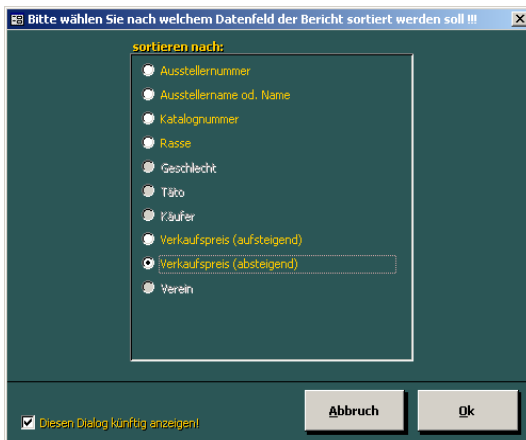 Bitte wählen Sie nach welchem Datenfeld der Bericht sortiert werden soll !!!
sortieren nach:
Ausstellernummer
Ausstellername od. Name
Katalognummer
Rasse
Geschlecht
Täto
Käufer
Verkaufspreis (aufsteigend)
Verkaufspreis (absteigend)
Verein
Diesen Dialog künftig anzeigen!
Abbruch
Ok